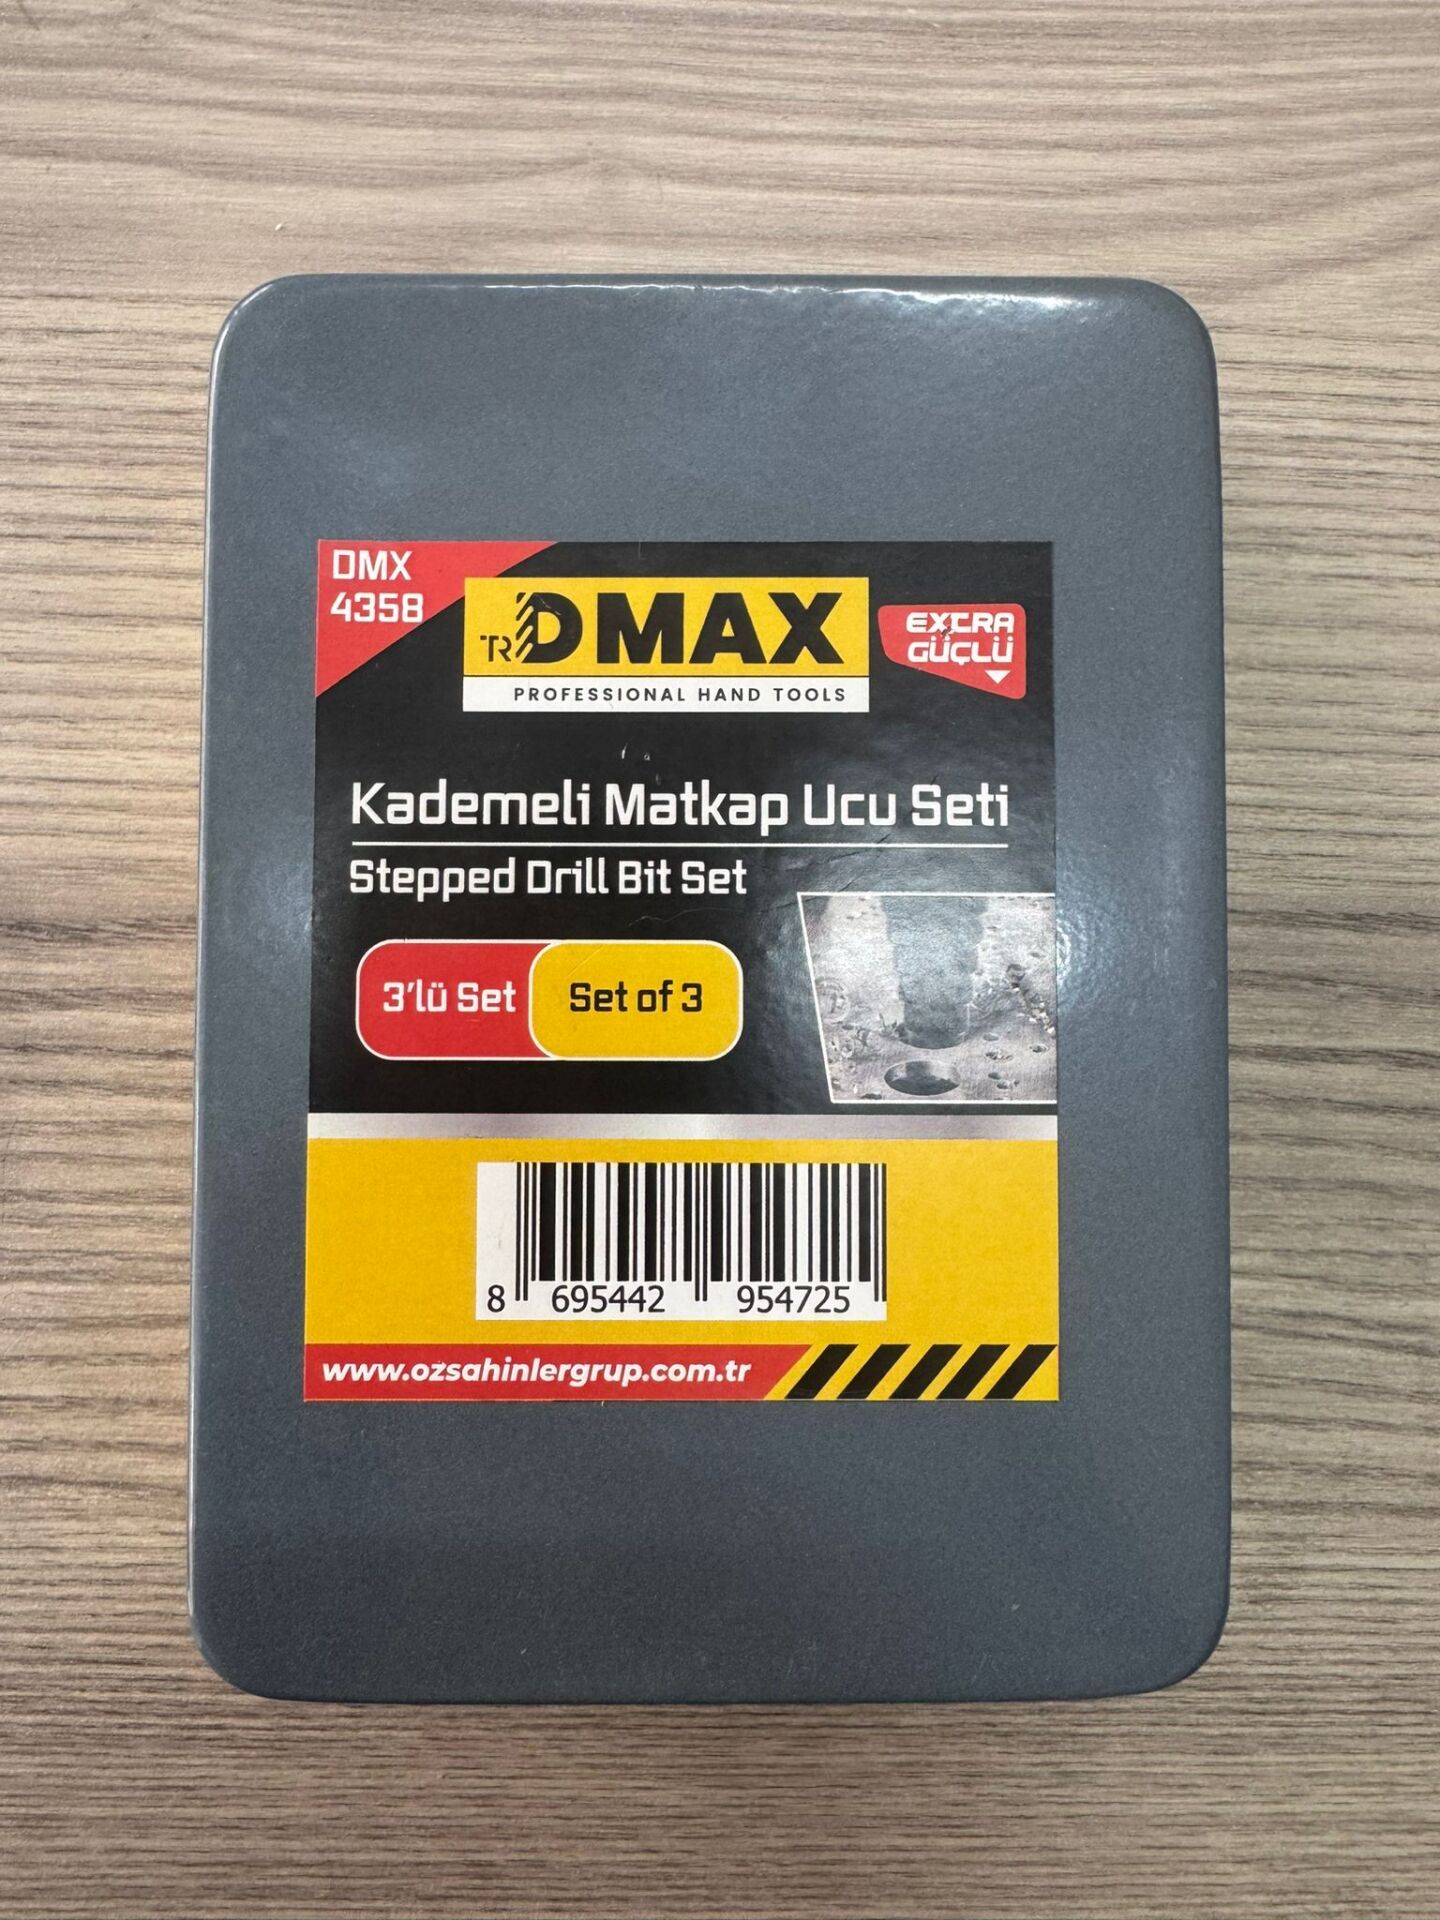 DMX
4358
TR DMAX
PROFESSIONAL HAND TOOLS
EXTRA
GÜÇLÜ
Kademeli Matkap Ucu Seti
Stepped Drill Bit Set
3'lü Set
Set of 3
8 695442 954725
www.ozsahinlergrup.com.tr